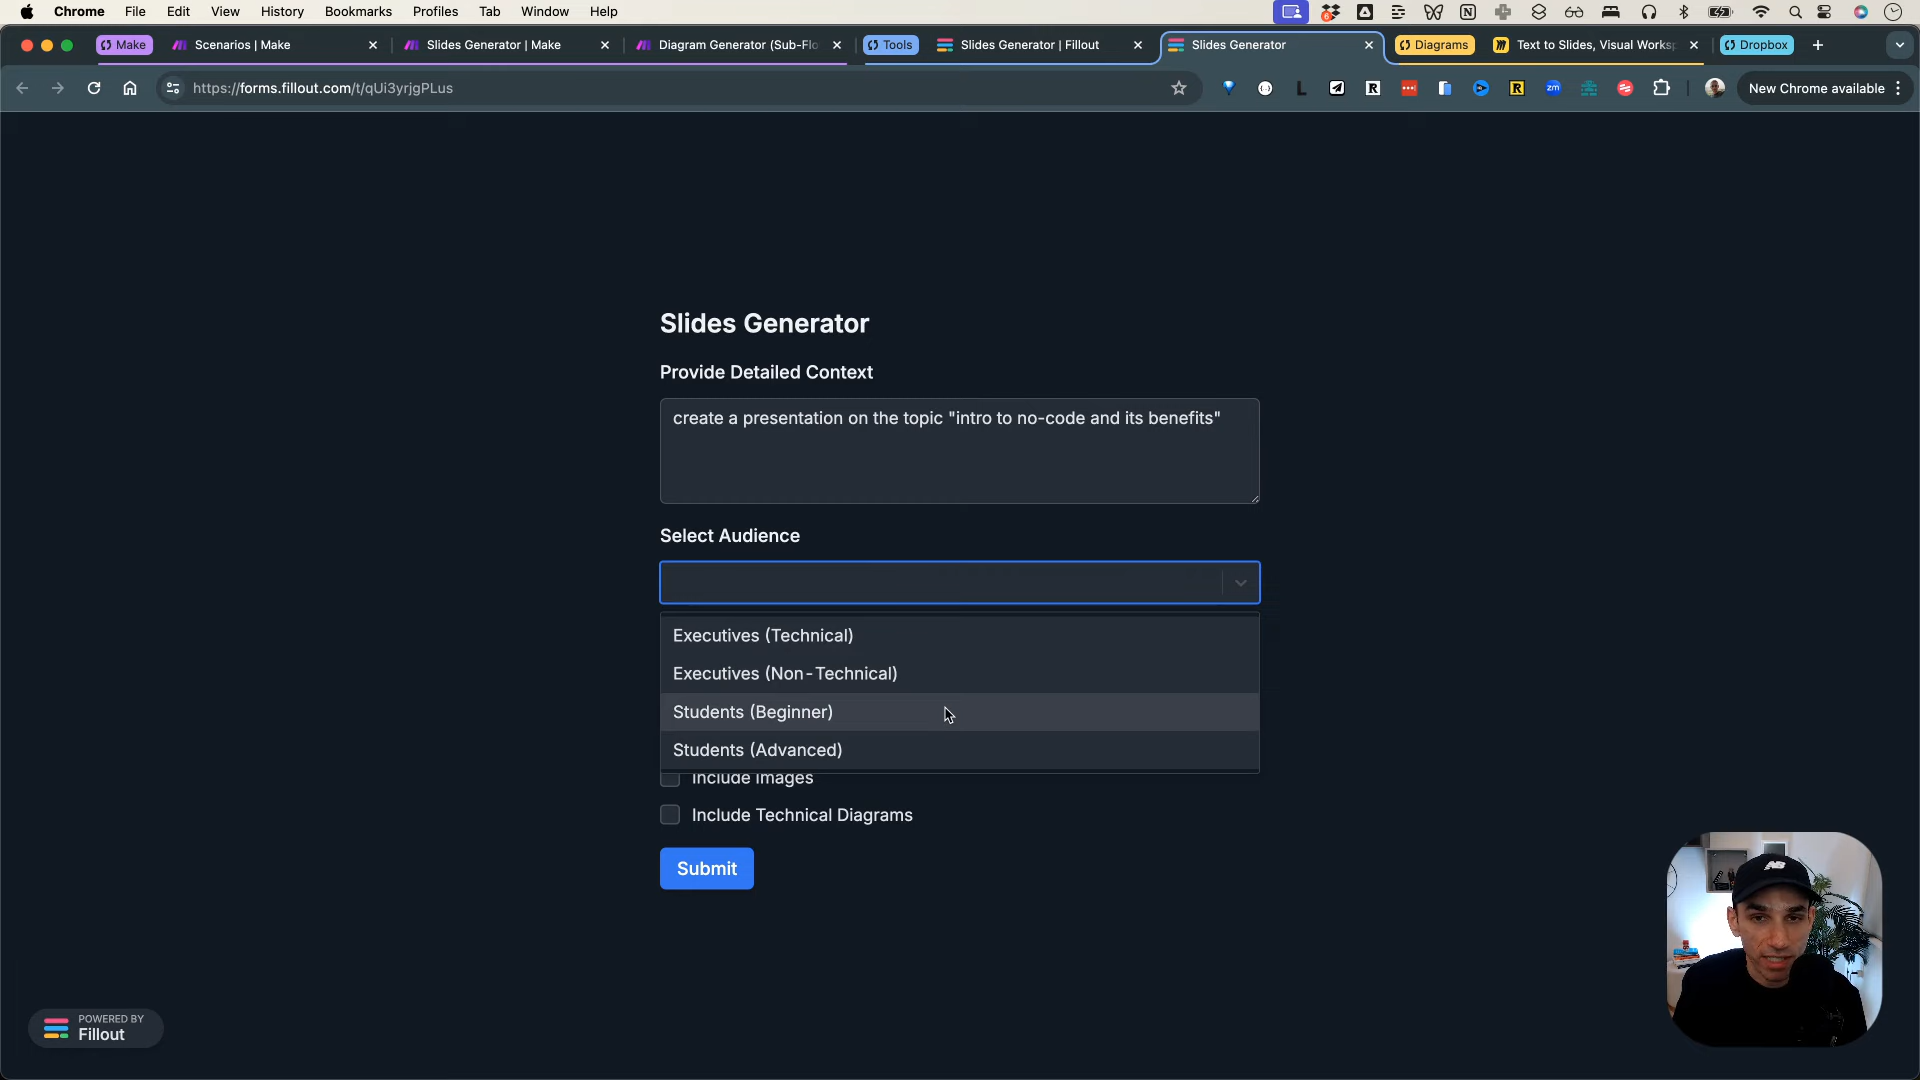 Chrome File Edit View History Bookmarks Profiles Tab Window Help
Make Scenarios | Make Slides Generator | Make Diagram Generator (Sub-Flo Tools Slides Generator | Fillout Slides Generator Diagrams Text to Slides, Visual Worksp Dropbox
https://forms.fillout.com/t/qUi3yrjgPLus
New Chrome available
Slides Generator
Provide Detailed Context
create a presentation on the topic "intro to no-code and its benefits"
Select Audience
Executives (Technical)
Executives (Non-Technical)
Students (Beginner)
Students (Advanced)
Include Images
Include Technical Diagrams
Submit
POWERED BY
Fillout